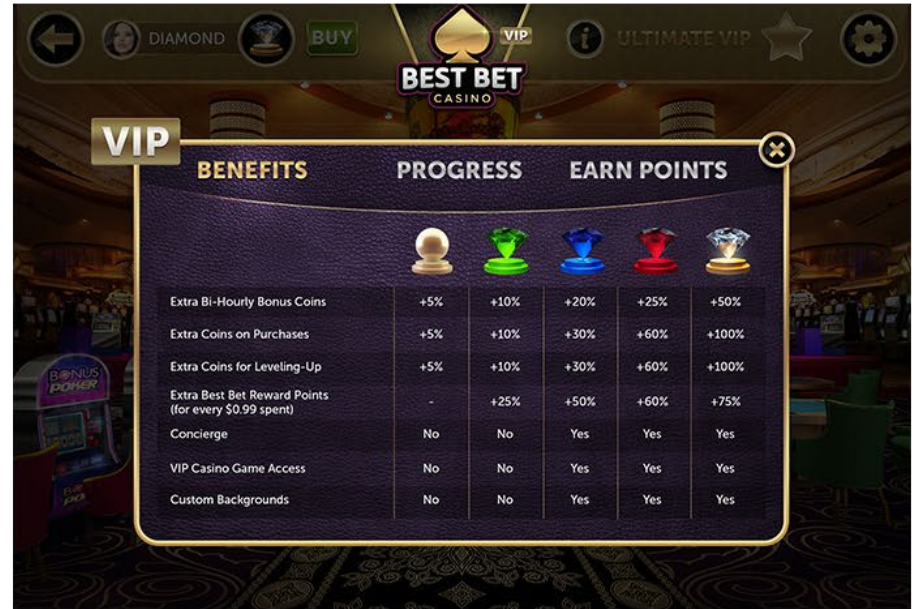 DIAMOND
BUY
VIP
ULTIMATE VIP
BEST BET
CASINO
VIP
BENEFITS PROGRESS EARN POINTS
Extra Bi-Hourly Bonus Coins +5% +10% +20% +25% +50%
Extra Coins on Purchases +5% +10% +30% +60% +100%
Extra Coins for Leveling-Up +5% +10% +30% +60% +100%
Extra Best Bet Reward Points
(for every $0.99 spent) - +25% +50% +60% +75%
Concierge No No Yes Yes Yes
VIP Casino Game Access No No Yes Yes Yes
Custom Backgrounds No No Yes Yes Yes
BONUS
POKER